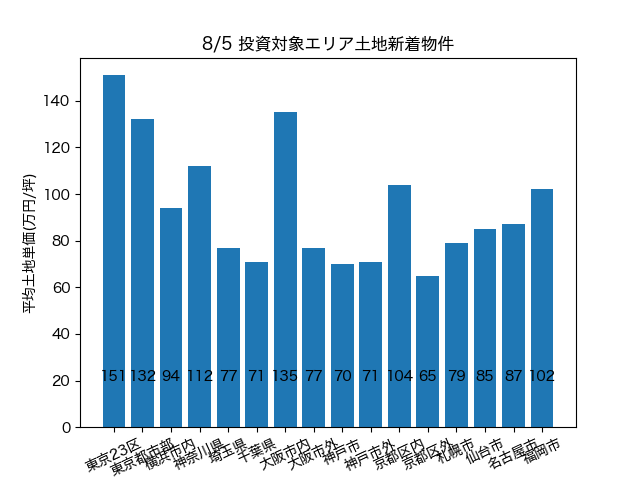 8/5 投資対象エリア土地新着物件
平均土地単価(万円/坪)
140
120
100
80
60
40
20
0
151 132 94 112 77 71 135 77 70 71 104 65 79 85 87 102
東京23区
東京都市部
横浜市内
神奈川県
埼玉県
千葉県
大阪市内
大阪市外
神戸市
神戸市外
京都区内
京都区外
札幌市
仙台市
名古屋市
福岡市